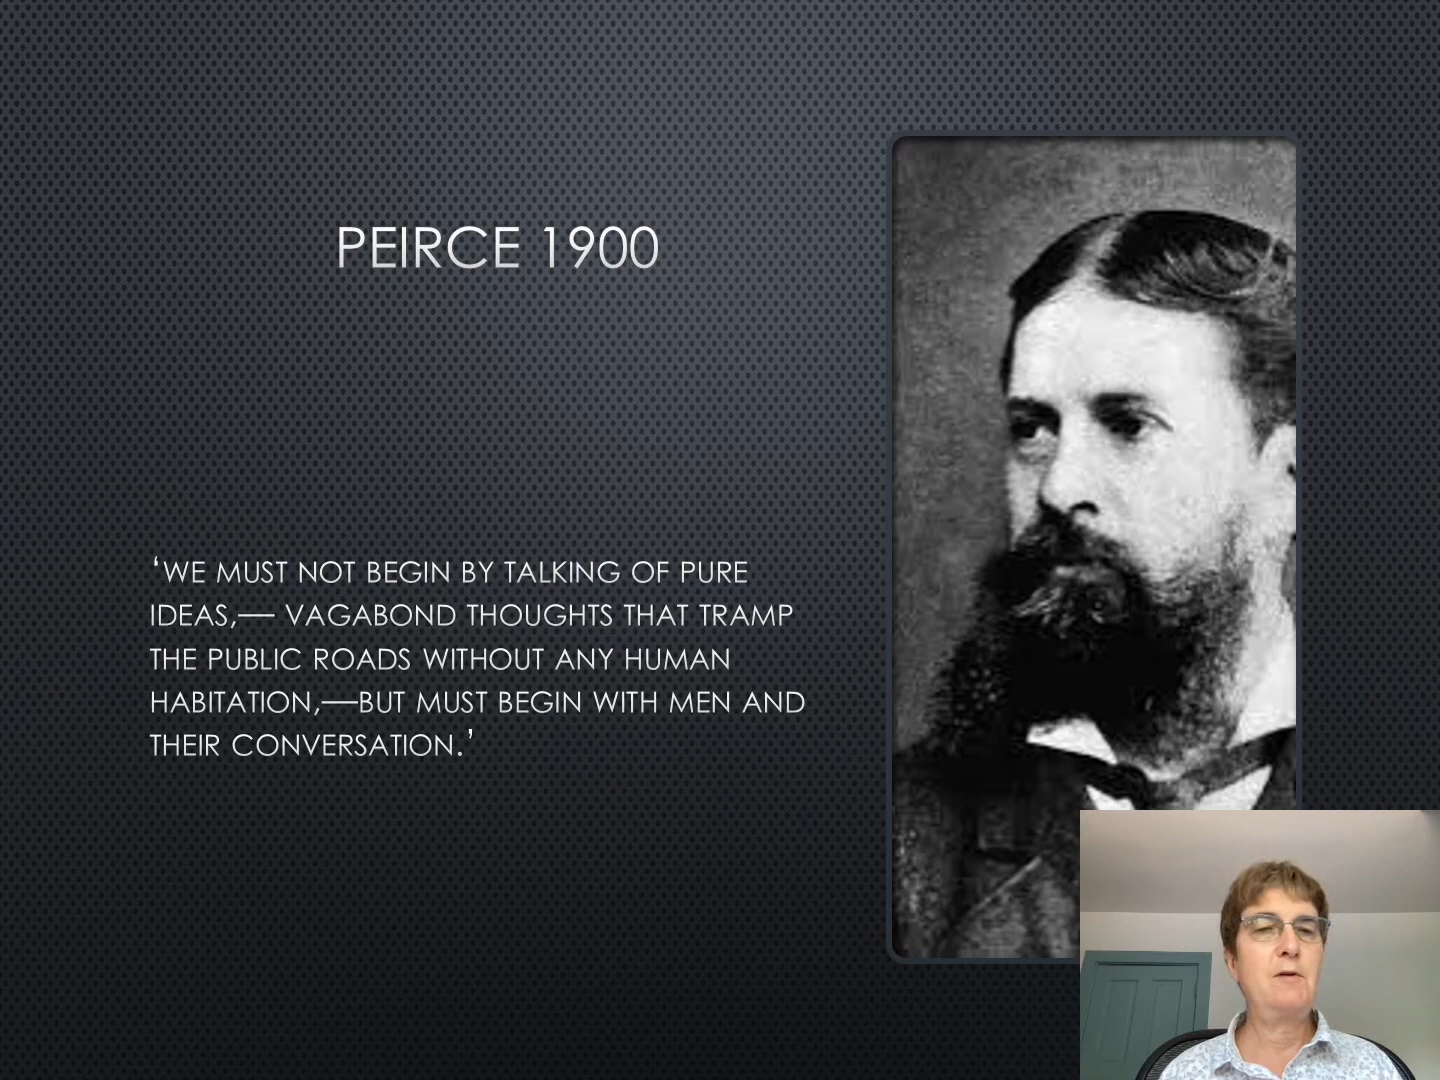 PEIRCE 1900
‘WE MUST NOT BEGIN BY TALKING OF PURE
IDEAS,— VAGABOND THOUGHTS THAT TRAMP
THE PUBLIC ROADS WITHOUT ANY HUMAN
HABITATION,—BUT MUST BEGIN WITH MEN AND
THEIR CONVERSATION.’